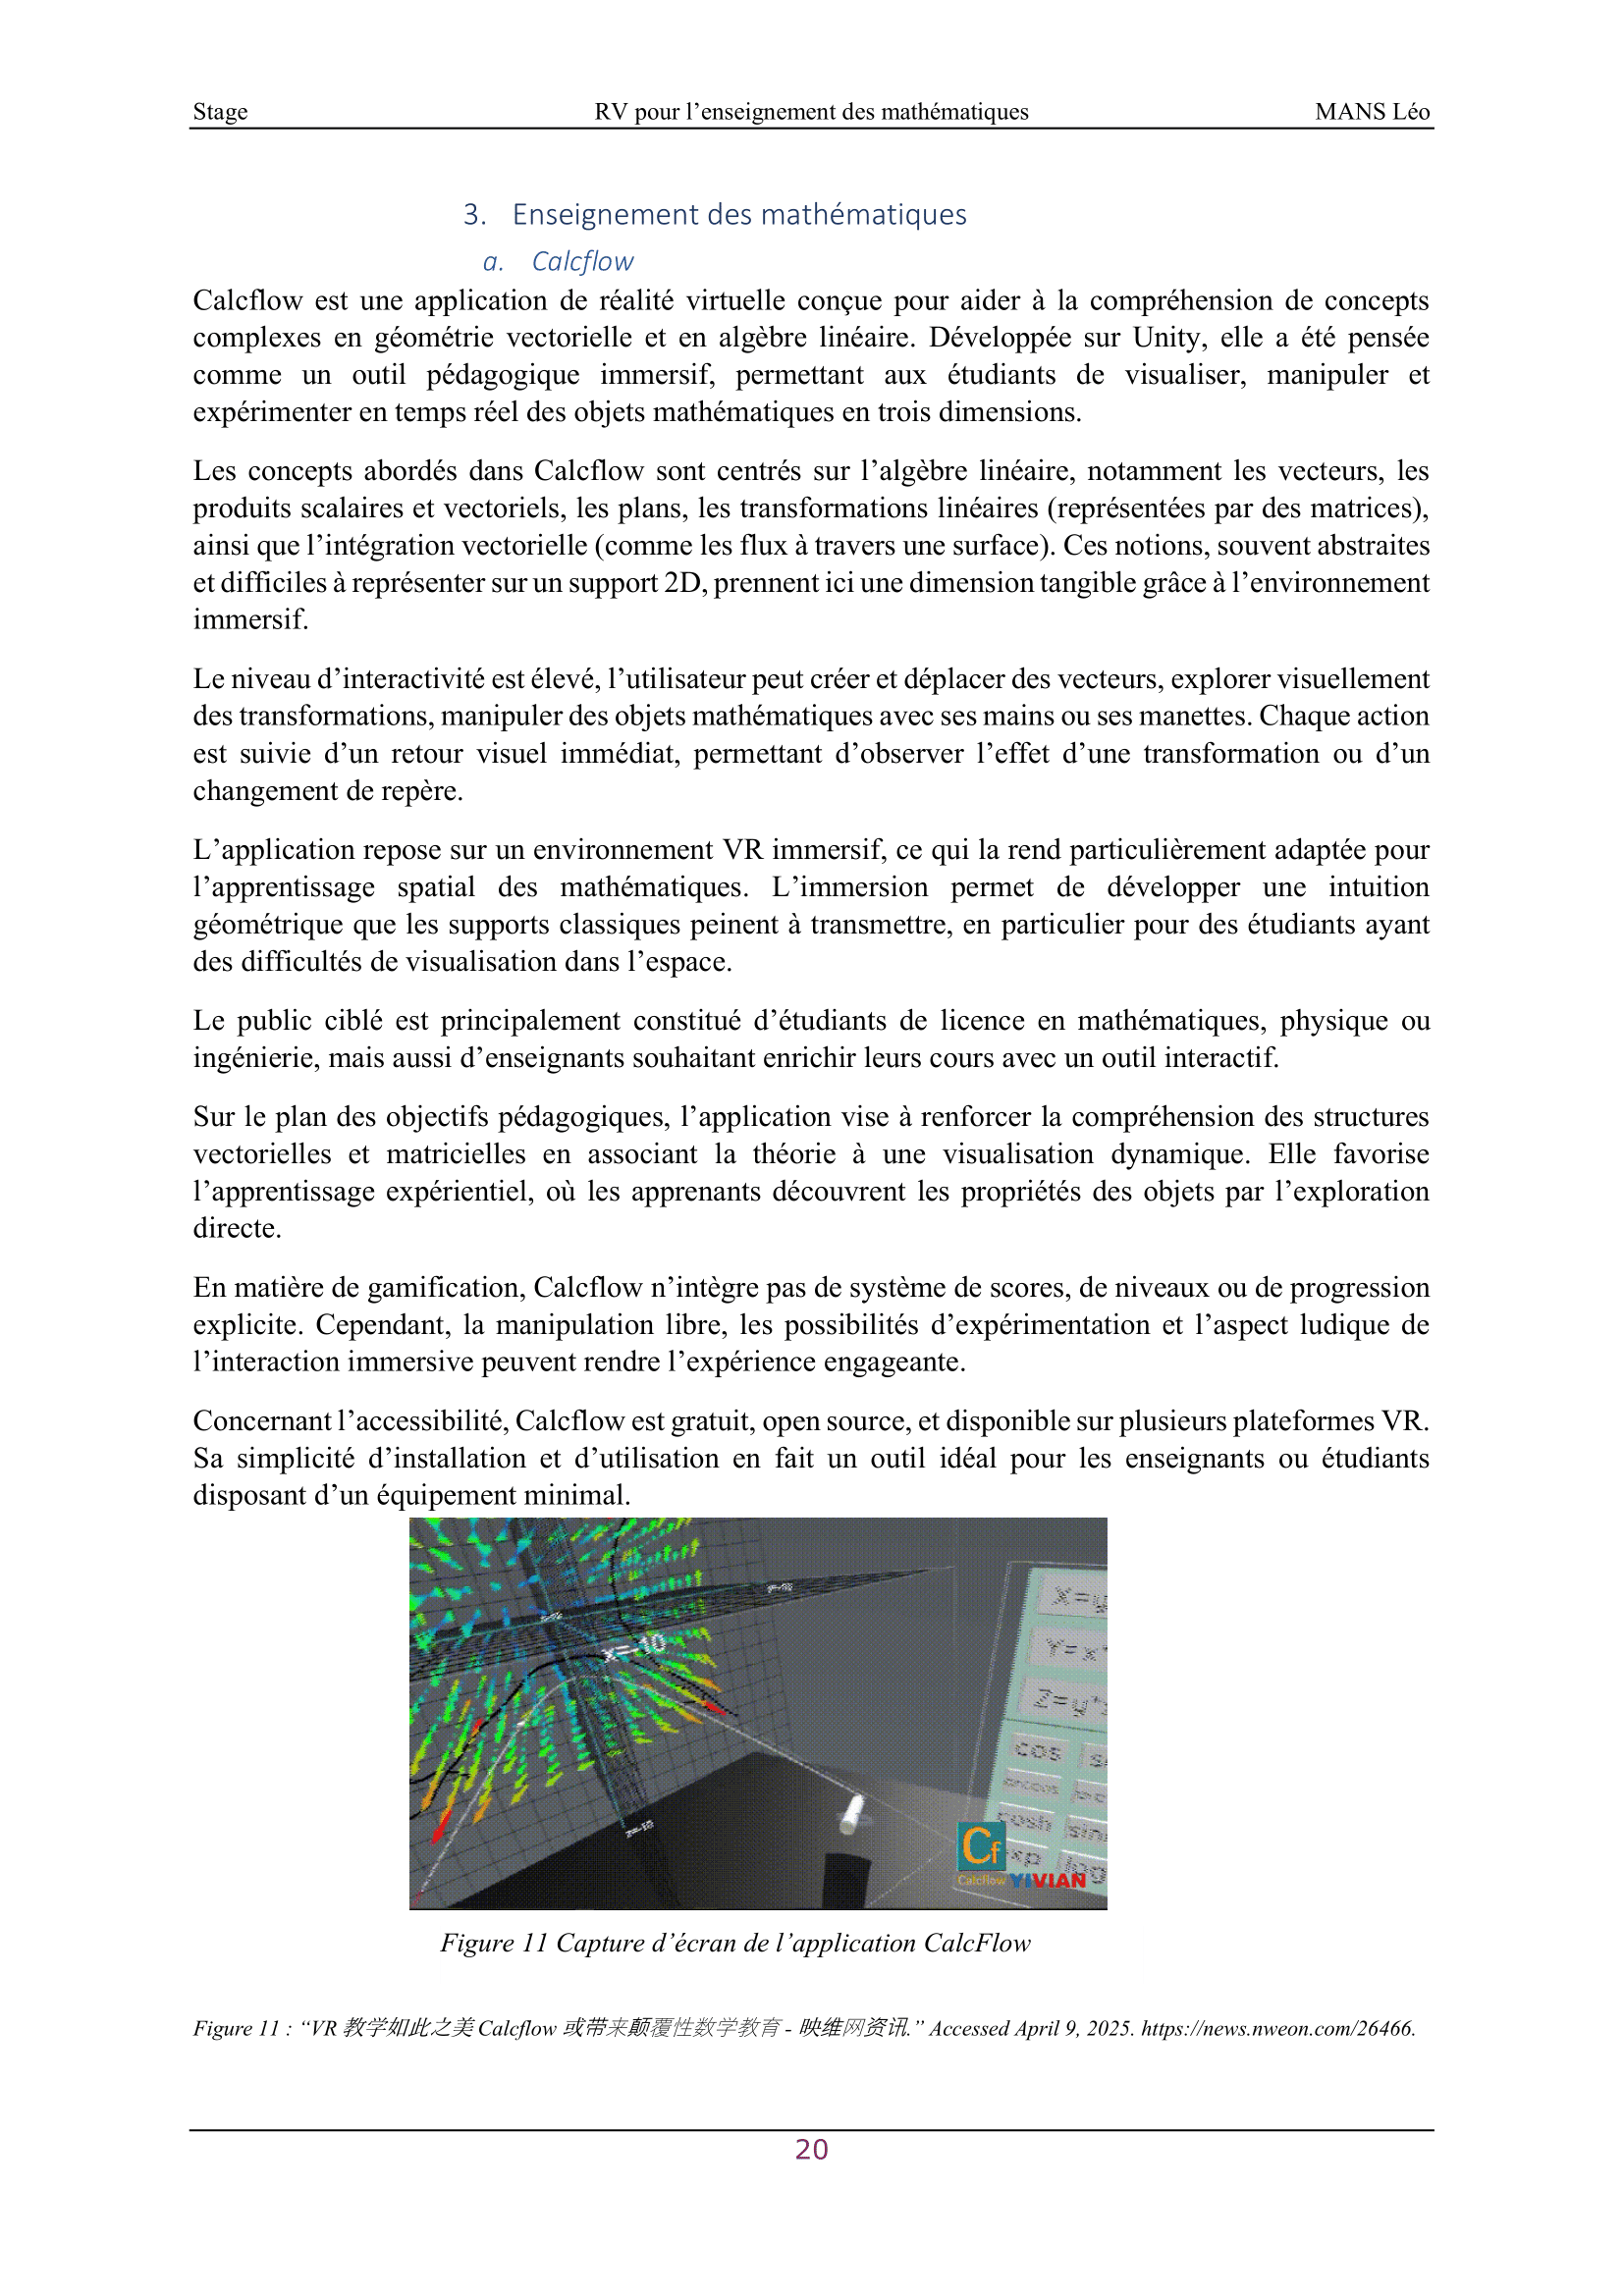 Stage RV pour l’enseignement des mathématiques MANS Léo
3. Enseignement des mathématiques
a. Calcflow
Calcflow est une application de réalité virtuelle conçue pour aider à la compréhension de concepts
complexes en géométrie vectorielle et en algèbre linéaire. Développée sur Unity, elle a été pensée
comme un outil pédagogique immersif, permettant aux étudiants de visualiser, manipuler et
expérimenter en temps réel des objets mathématiques en trois dimensions.
Les concepts abordés dans Calcflow sont centrés sur l’algèbre linéaire, notamment les vecteurs, les
produits scalaires et vectoriels, les plans, les transformations linéaires (représentées par des matrices),
ainsi que l’intégration vectorielle (comme les flux à travers une surface). Ces notions, souvent abstraites
et difficiles à représenter sur un support 2D, prennent ici une dimension tangible grâce à l’environnement
immersif.
Le niveau d’interactivité est élevé, l’utilisateur peut créer et déplacer des vecteurs, explorer visuellement
des transformations, manipuler des objets mathématiques avec ses mains ou ses manettes. Chaque action
est suivie d’un retour visuel immédiat, permettant d’observer l’effet d’une transformation ou d’un
changement de repère.
L’application repose sur un environnement VR immersif, ce qui la rend particulièrement adaptée pour
l’apprentissage spatial des mathématiques. L’immersion permet de développer une intuition
géométrique que les supports classiques peinent à transmettre, en particulier pour des étudiants ayant
des difficultés de visualisation dans l’espace.
Le public ciblé est principalement constitué d’étudiants de licence en mathématiques, physique ou
ingénierie, mais aussi d’enseignants souhaitant enrichir leurs cours avec un outil interactif.
Sur le plan des objectifs pédagogiques, l’application vise à renforcer la compréhension des structures
vectorielles et matricielles en associant la théorie à une visualisation dynamique. Elle favorise
l’apprentissage expérientiel, où les apprenants découvrent les propriétés des objets par l’exploration
directe.
En matière de gamification, Calcflow n’intègre pas de système de scores, de niveaux ou de progression
explicite. Cependant, la manipulation libre, les possibilités d’expérimentation et l’aspect ludique de
l’interaction immersive peuvent rendre l’expérience engageante.
Concernant l’accessibilité, Calcflow est gratuit, open source, et disponible sur plusieurs plateformes VR.
Sa simplicité d’installation et d’utilisation en fait un outil idéal pour les enseignants ou étudiants
disposant d’un équipement minimal.
x=-10
cos
arccos
cosh sin
log
Cf
Calcflow YIVIAN
Figure 11 Capture d’écran de l’application CalcFlow
Figure 11 : “VR 教学如此之美 Calcflow 或带来颠覆性数学教育 - 映维网资讯.” Accessed April 9, 2025. https://news.nweon.com/26466.
20